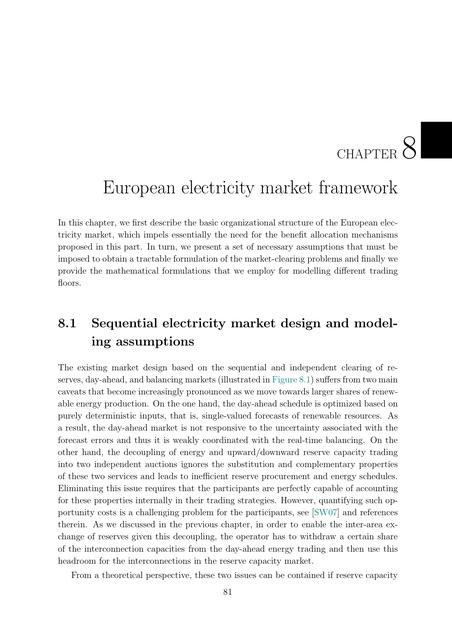 CHAPTER 8
European electricity market framework
In this chapter, we first describe the basic organizational structure of the European elec-
tricity market, which impels essentially the need for the benefit allocation mechanisms
proposed in this part. In turn, we present a set of necessary assumptions that must be
imposed to obtain a tractable formulation of the market-clearing problems and finally we
provide the mathematical formulations that we employ for modelling different trading
floors.
8.1 Sequential electricity market design and model-
ing assumptions
The existing market design based on the sequential and independent clearing of re-
serves, day-ahead, and balancing markets (illustrated in Figure 8.1) suffers from two main
caveats that become increasingly pronounced as we move towards larger shares of renew-
able energy production. On the one hand, the day-ahead schedule is optimized based on
purely deterministic inputs, that is, single-valued forecasts of renewable resources. As
a result, the day-ahead market is not responsive to the uncertainty associated with the
forecast errors and thus it is weakly coordinated with the real-time balancing. On the
other hand, the decoupling of energy and upward/downward reserve capacity trading
into two independent auctions ignores the substitution and complementary properties
of these two services and leads to inefficient reserve procurement and energy schedules.
Eliminating this issue requires that the participants are perfectly capable of accounting
for these properties internally in their trading strategies. However, quantifying such op-
portunity costs is a challenging problem for the participants, see [SW07] and references
therein. As we discussed in the previous chapter, in order to enable the inter-area ex-
change of reserves given this decoupling, the operator has to withdraw a certain share
of the interconnection capacities from the day-ahead energy trading and then use this
headroom for the interconnections in the reserve capacity market.
From a theoretical perspective, these two issues can be contained if reserve capacity
81